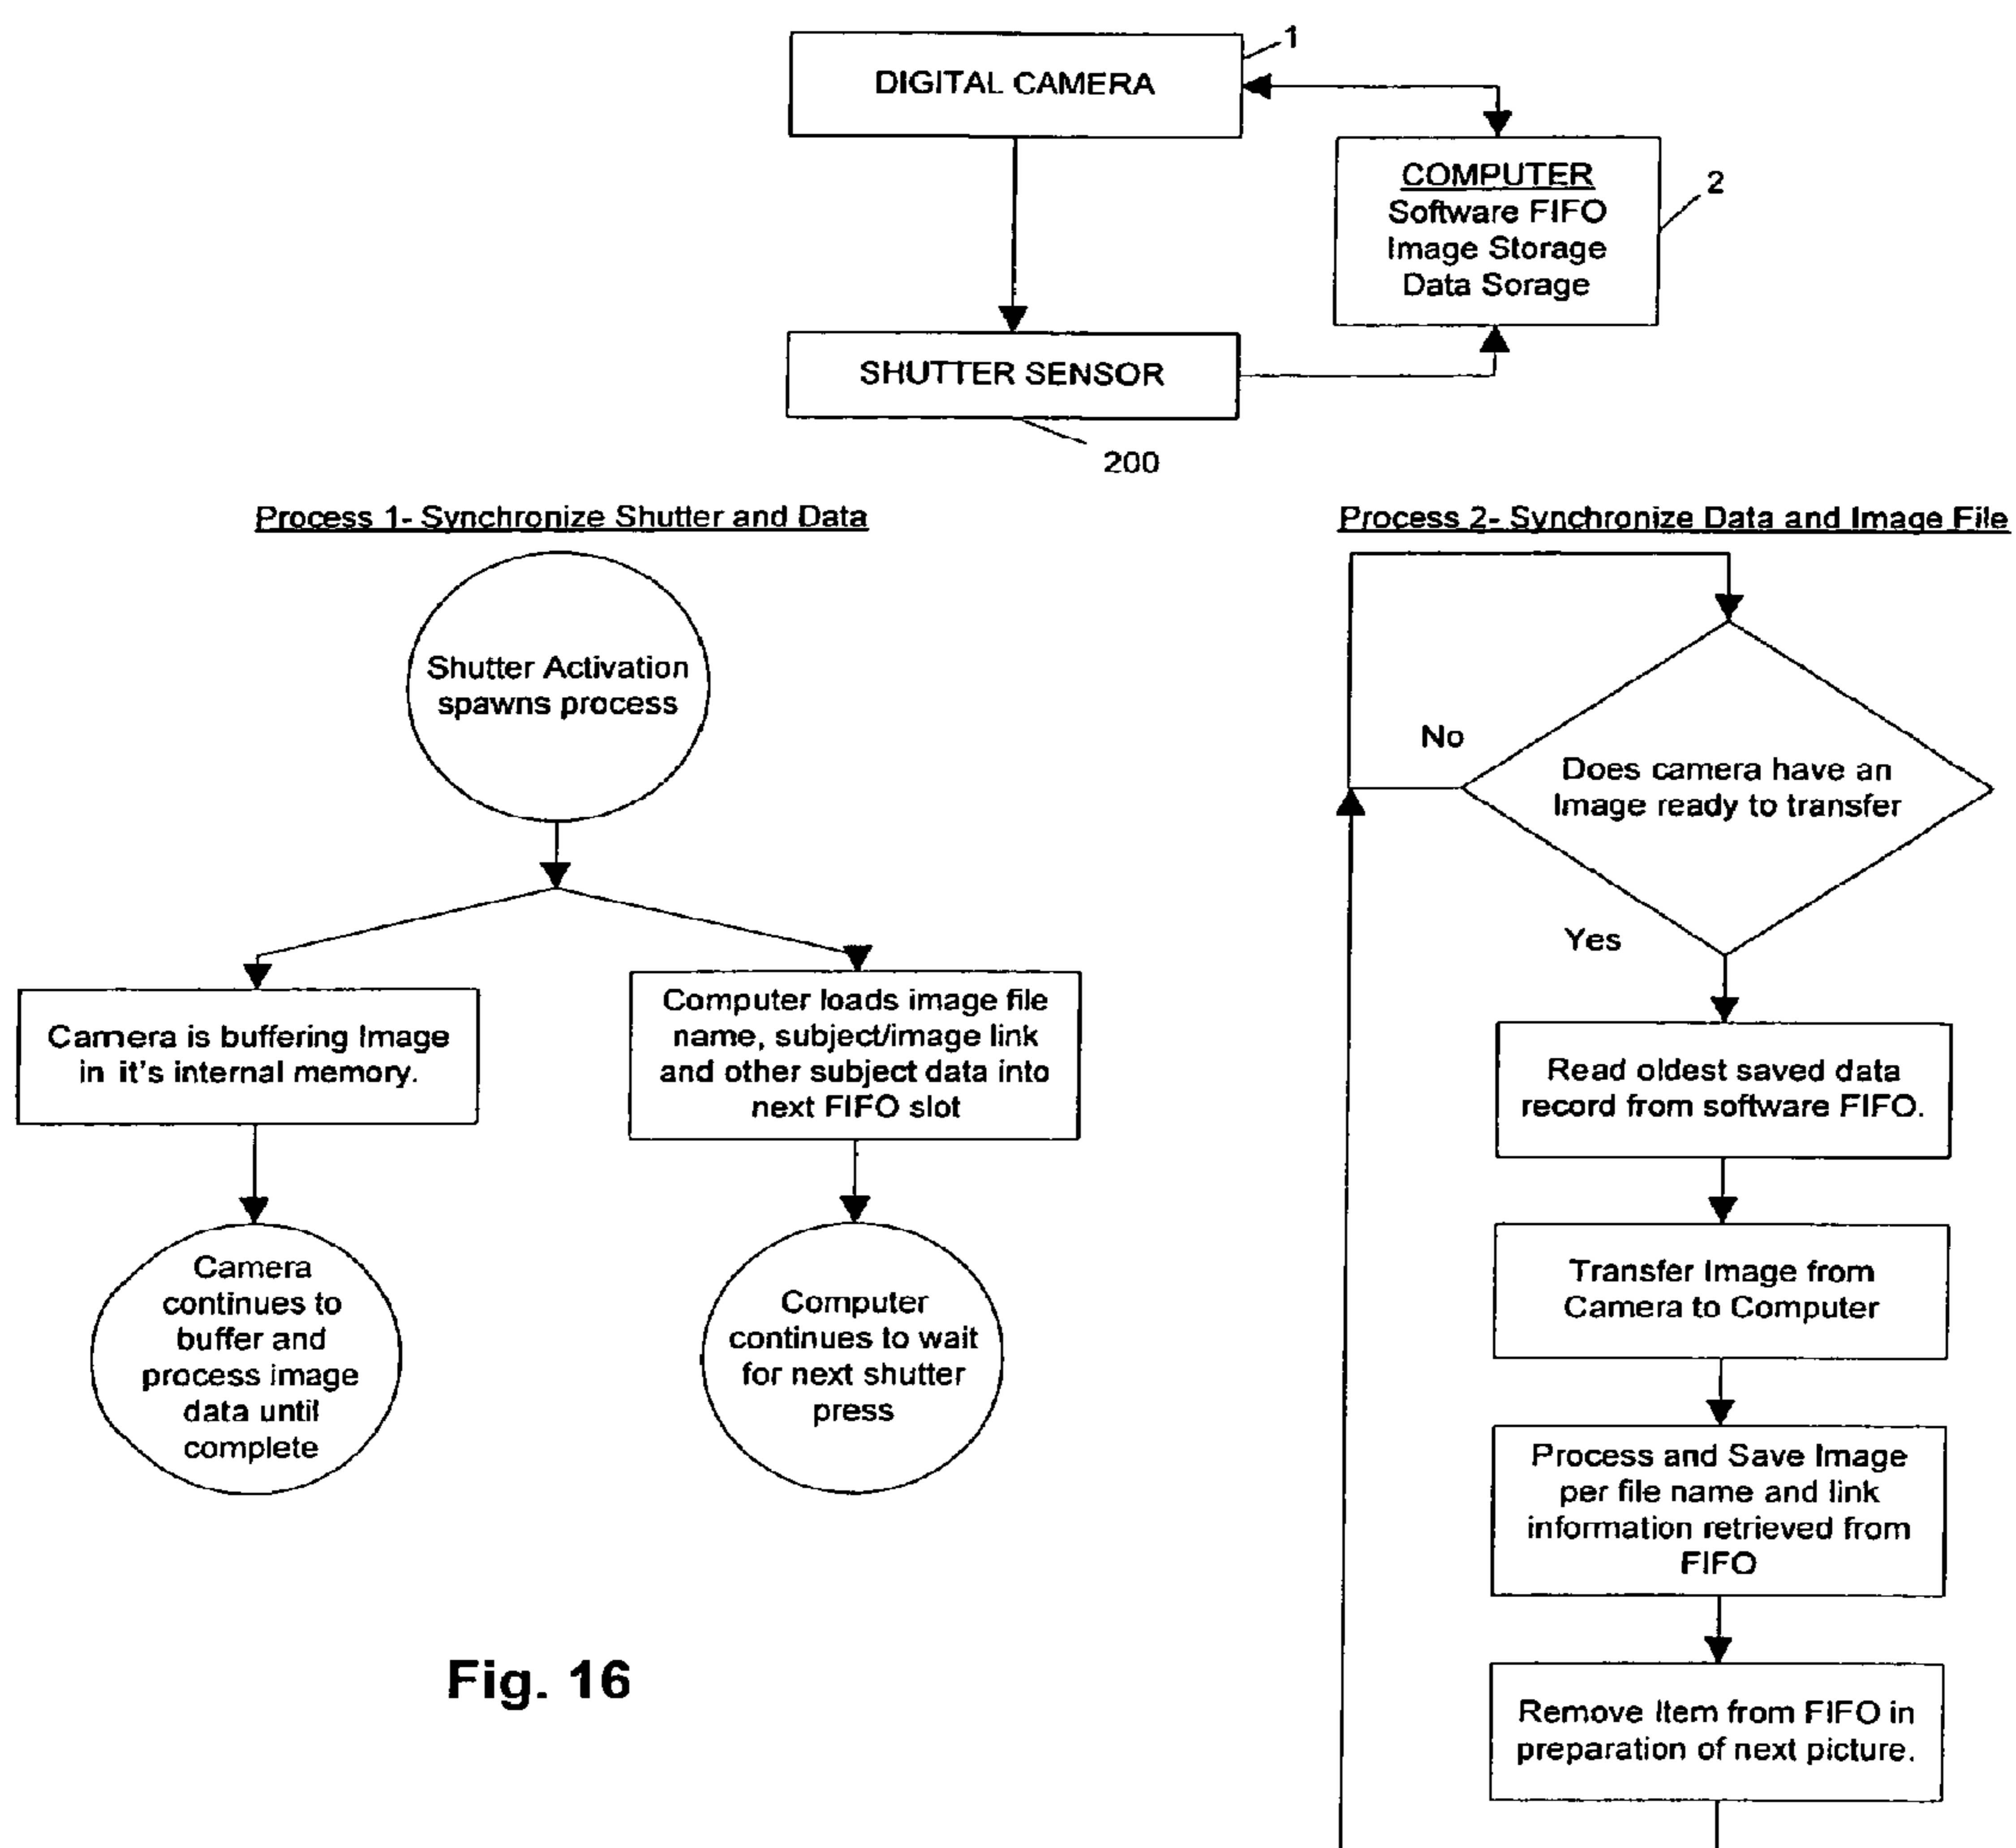 1
DIGITAL CAMERA
COMPUTER
Software FIFO
Image Storage
Data Sorage
2
SHUTTER SENSOR
200
Process 1- Synchronize Shutter and Data
Shutter Activation
spawns process
Camera is buffering Image
in it's internal memory.
Computer loads image file
name, subject/image link
and other subject data into
next FIFO slot
Camera
continues to
buffer and
process image
data until
complete
Computer
continues to wait
for next shutter
press
Process 2- Synchronize Data and Image File
No
Does camera have an
Image ready to transfer
Yes
Read oldest saved data
record from software FIFO.
Transfer Image from
Camera to Computer
Process and Save Image
per file name and link
information retrieved from
FIFO
Remove Item from FIFO in
preparation of next picture.
Fig. 16